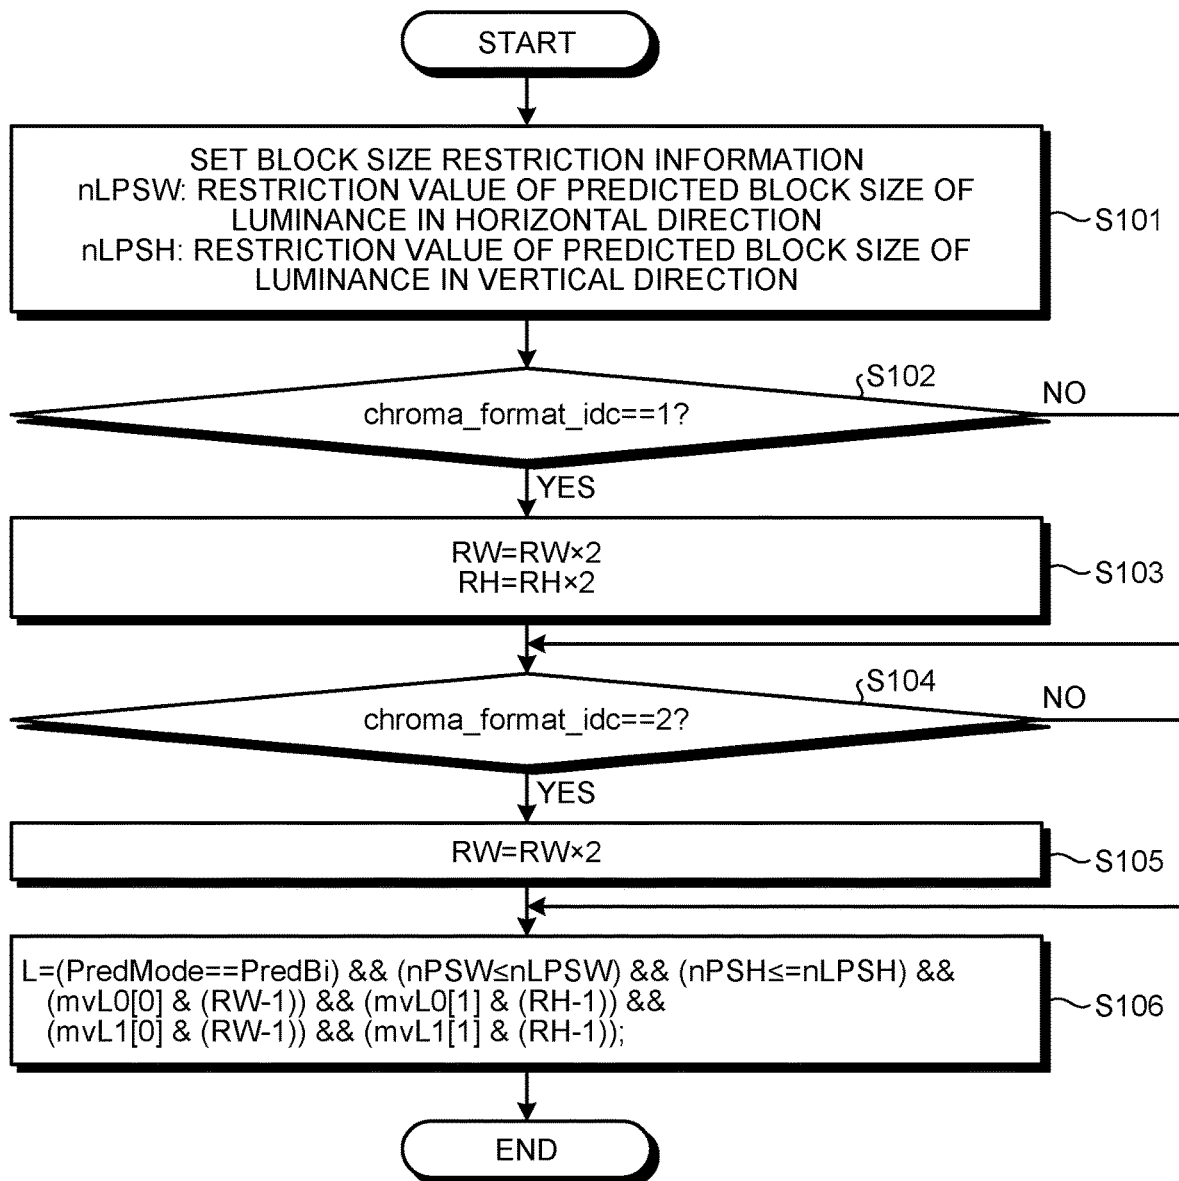 START
SET BLOCK SIZE RESTRICTION INFORMATION
nLPSW: RESTRICTION VALUE OF PREDICTED BLOCK SIZE OF
LUMINANCE IN HORIZONTAL DIRECTION
nLPSH: RESTRICTION VALUE OF PREDICTED BLOCK SIZE OF
LUMINANCE IN VERTICAL DIRECTION
S101
S102
chroma_format_idc==1?
NO
YES
RW=RW×2
RH=RH×2
S103
S104
chroma_format_idc==2?
NO
YES
RW=RW×2
S105
L=(PredMode==PredBi) && (nPSW≤nLPSW) && (nPSH≤=nLPSH) &&
(mvL0[0] & (RW-1)) && (mvL0[1] & (RH-1)) &&
(mvL1[0] & (RW-1)) && (mvL1[1] & (RH-1));
S106
END